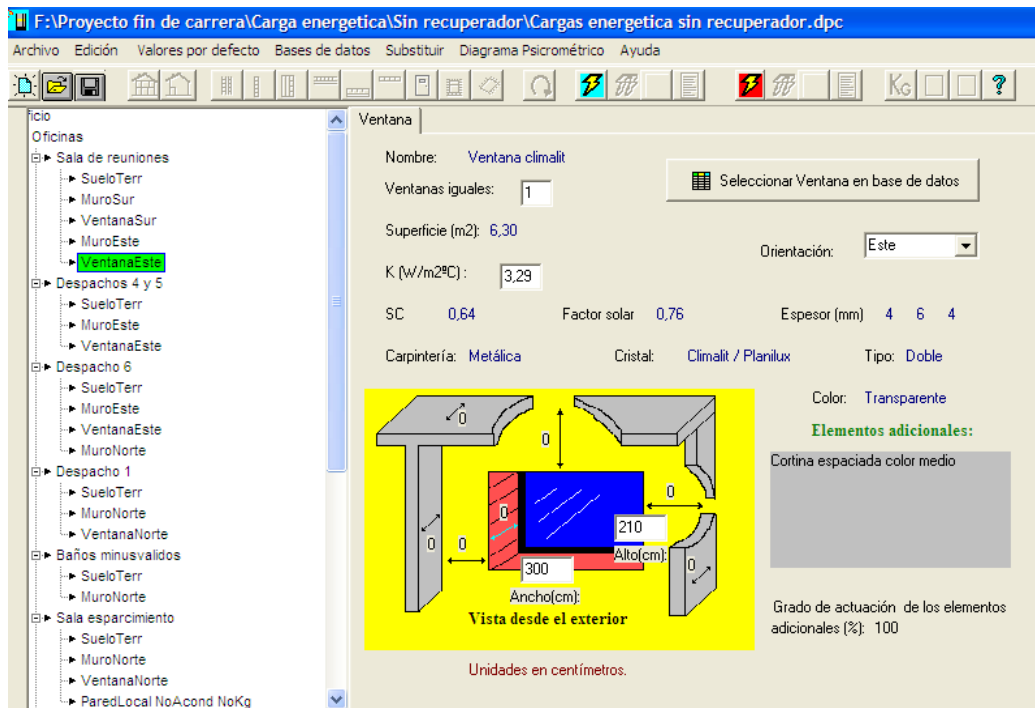 F:\Proyecto fin de carrera\Carga energetica\Sin recuperador\Cargas energetica sin recuperador.dpc
Archivo Edición Valores por defecto Bases de datos Substituir Diagrama Psicrométrico Ayuda
KG ?
ficio
Oficinas
Sala de reuniones
SueloTerr
MuroSur
VentanaSur
MuroEste
VentanaEste
Despachos 4 y 5
SueloTerr
MuroEste
VentanaEste
Despacho 6
SueloTerr
MuroEste
VentanaEste
MuroNorte
Despacho 1
SueloTerr
MuroNorte
VentanaNorte
Baños minusvalidos
SueloTerr
MuroNorte
Sala esparcimiento
SueloTerr
MuroNorte
VentanaNorte
ParedLocal NoAcond NoKg
Ventana
Nombre: Ventana climalit
Ventanas iguales: 1
Seleccionar Ventana en base de datos
Superficie (m2): 6,30
Orientación: Este
K (W/m2ºC) : 3,29
SC 0,64 Factor solar 0,76 Espesor (mm) 4 6 4
Carpintería: Metálica Cristal: Climalit / Planilux Tipo: Doble
Color: Transparente
Elementos adicionales:
Cortina espaciada color medio
0
0
0
0
210
0 0
Alto(cm):
0
300
Ancho(cm):
Vista desde el exterior
Grado de actuación de los elementos
adicionales (%): 100
Unidades en centímetros.